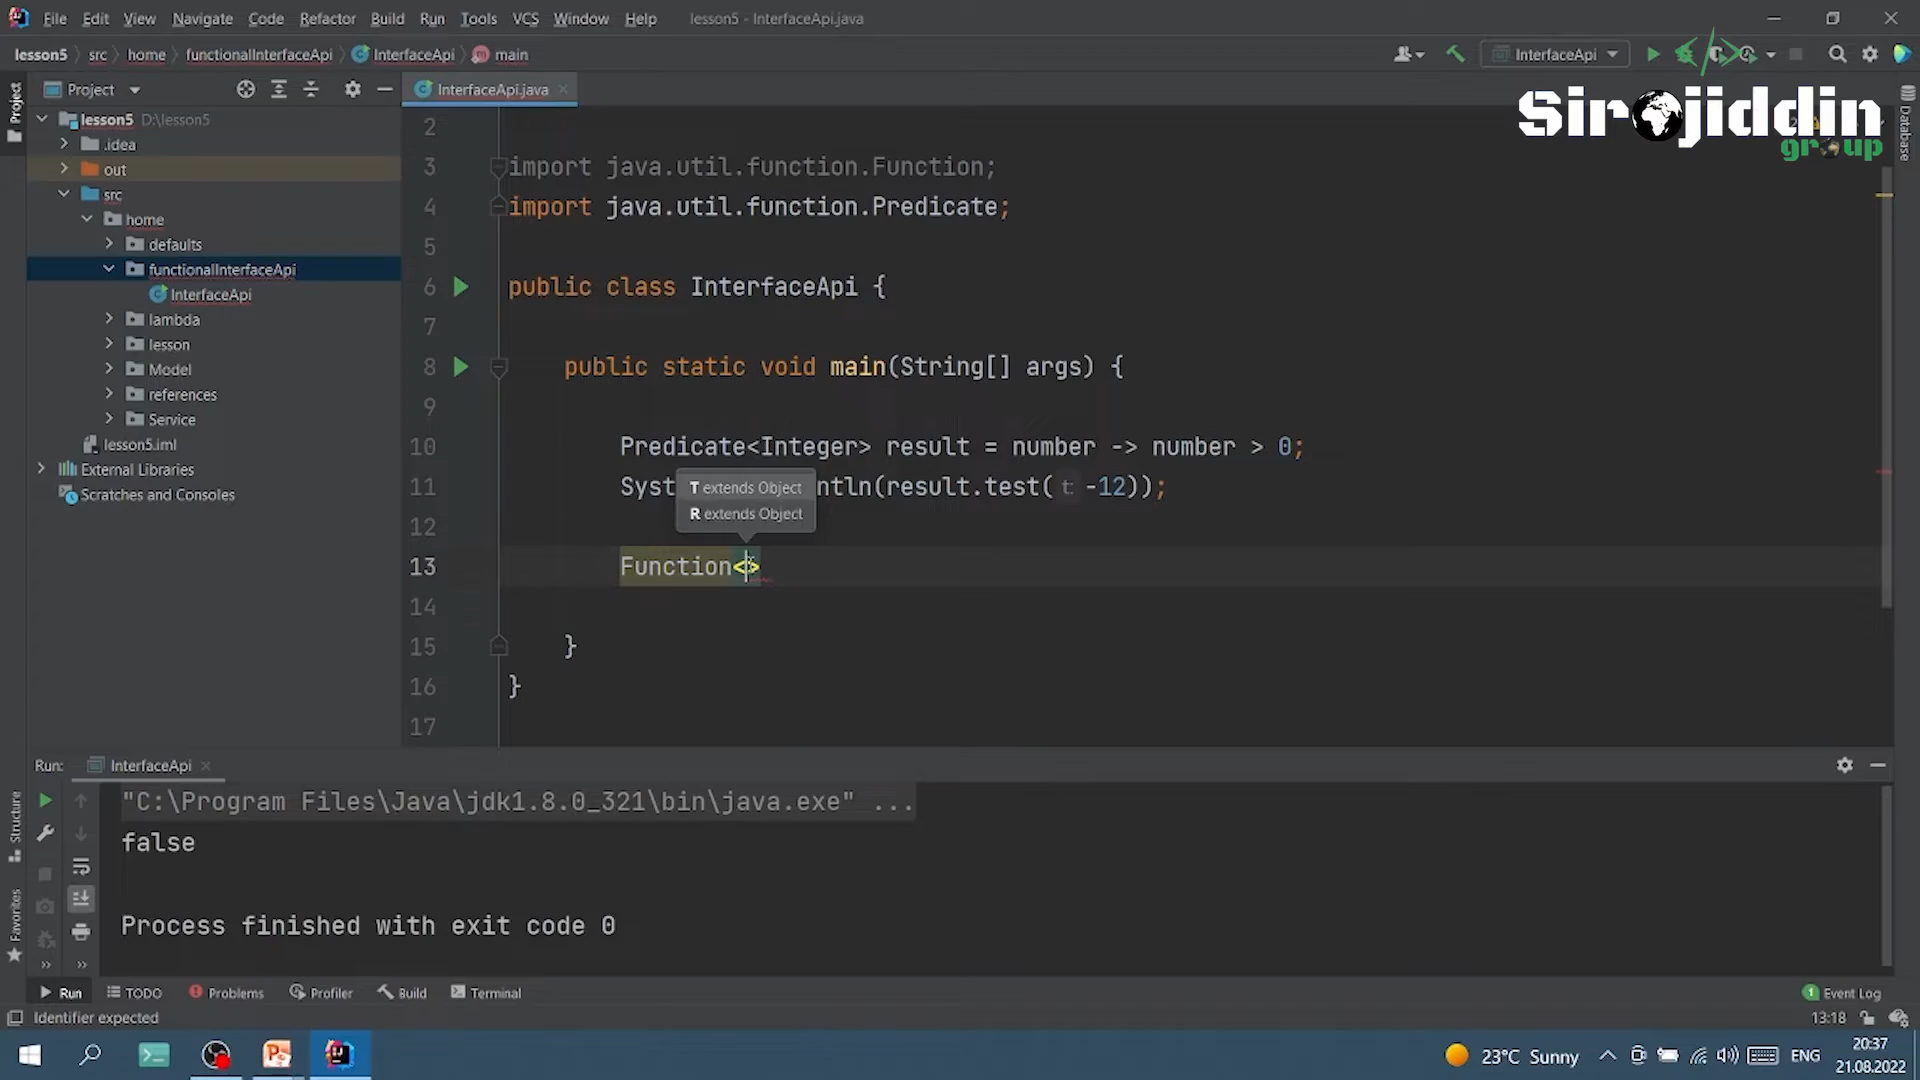 File Edit View Navigate Code Refactor Build Run Tools VCS Window Help lesson5 - InterfaceApi.java
lesson5 src home functionalInterfaceApi InterfaceApi main InterfaceApi
Project Project InterfaceApi.java
Sirojiddin
group
Database
lesson5 D:\lesson5
.idea
out
src
home
defaults
functionalInterfaceApi
InterfaceApi
lambda
lesson
Model
references
Service
lesson5.iml
External Libraries
Scratches and Consoles
2
3 import java.util.function.Function;
4 import java.util.function.Predicate;
5
6 public class InterfaceApi {
7
8 public static void main(String[] args) {
9
10 Predicate<Integer> result = number -> number > 0;
11 Syst ntln(result.test( t -12));
T extends Object
R extends Object
12
13 Function<>
14
15 }
16 }
17
Run: InterfaceApi
"C:\Program Files\Java\jdk1.8.0_321\bin\java.exe" ...
false
Process finished with exit code 0
Structure
Favorites
Run TODO Problems Profiler Build Terminal 1 Event Log
Identifier expected 13:18
23°C Sunny ENG 20:37
21.08.2022